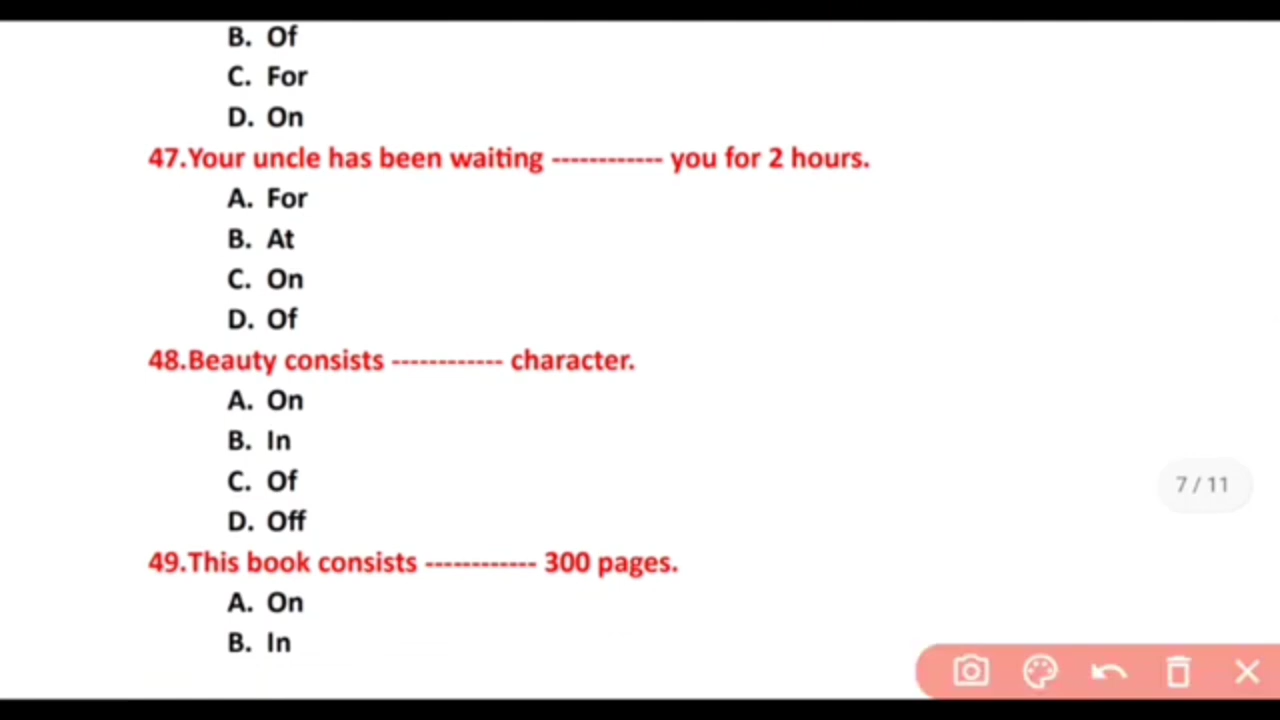 B. Of
C. For
D. On
47.Your uncle has been waiting ------------ you for 2 hours.
A. For
B. At
C. On
D. Of
48.Beauty consists ------------ character.
A. On
B. In
C. Of
D. Off
7 / 11
49.This book consists ------------ 300 pages.
A. On
B. In